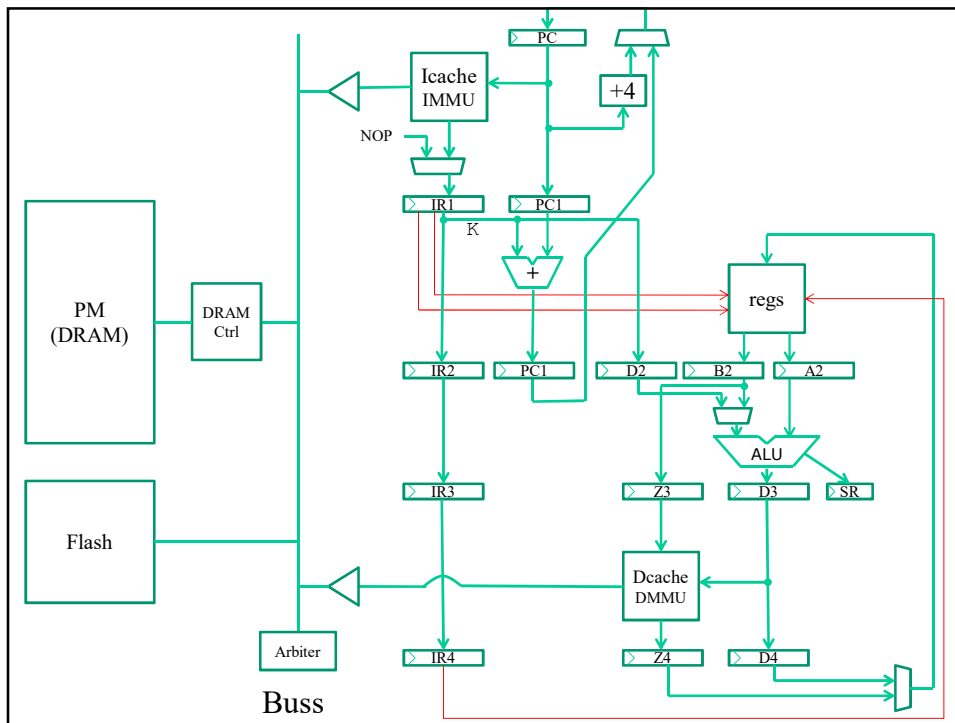 PC
Icache
IMMU
+4
NOP
IR1
PC1
K
+
regs
PM
(DRAM)
DRAM
Ctrl
IR2
PC1
D2
B2
A2
ALU
IR3
Z3
D3
SR
Flash
Dcache
DMMU
Arbiter
IR4
Z4
D4
Buss